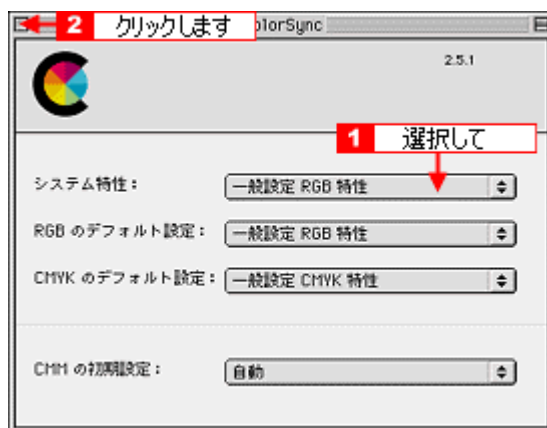 2 クリックします olorSync
2.5.1
1 選択して
システム特性： 一般設定 RGB 特性
RGB のデフォルト設定： 一般設定 RGB 特性
CMYK のデフォルト設定： 一般設定 CMYK 特性
CMM の初期設定： 自動